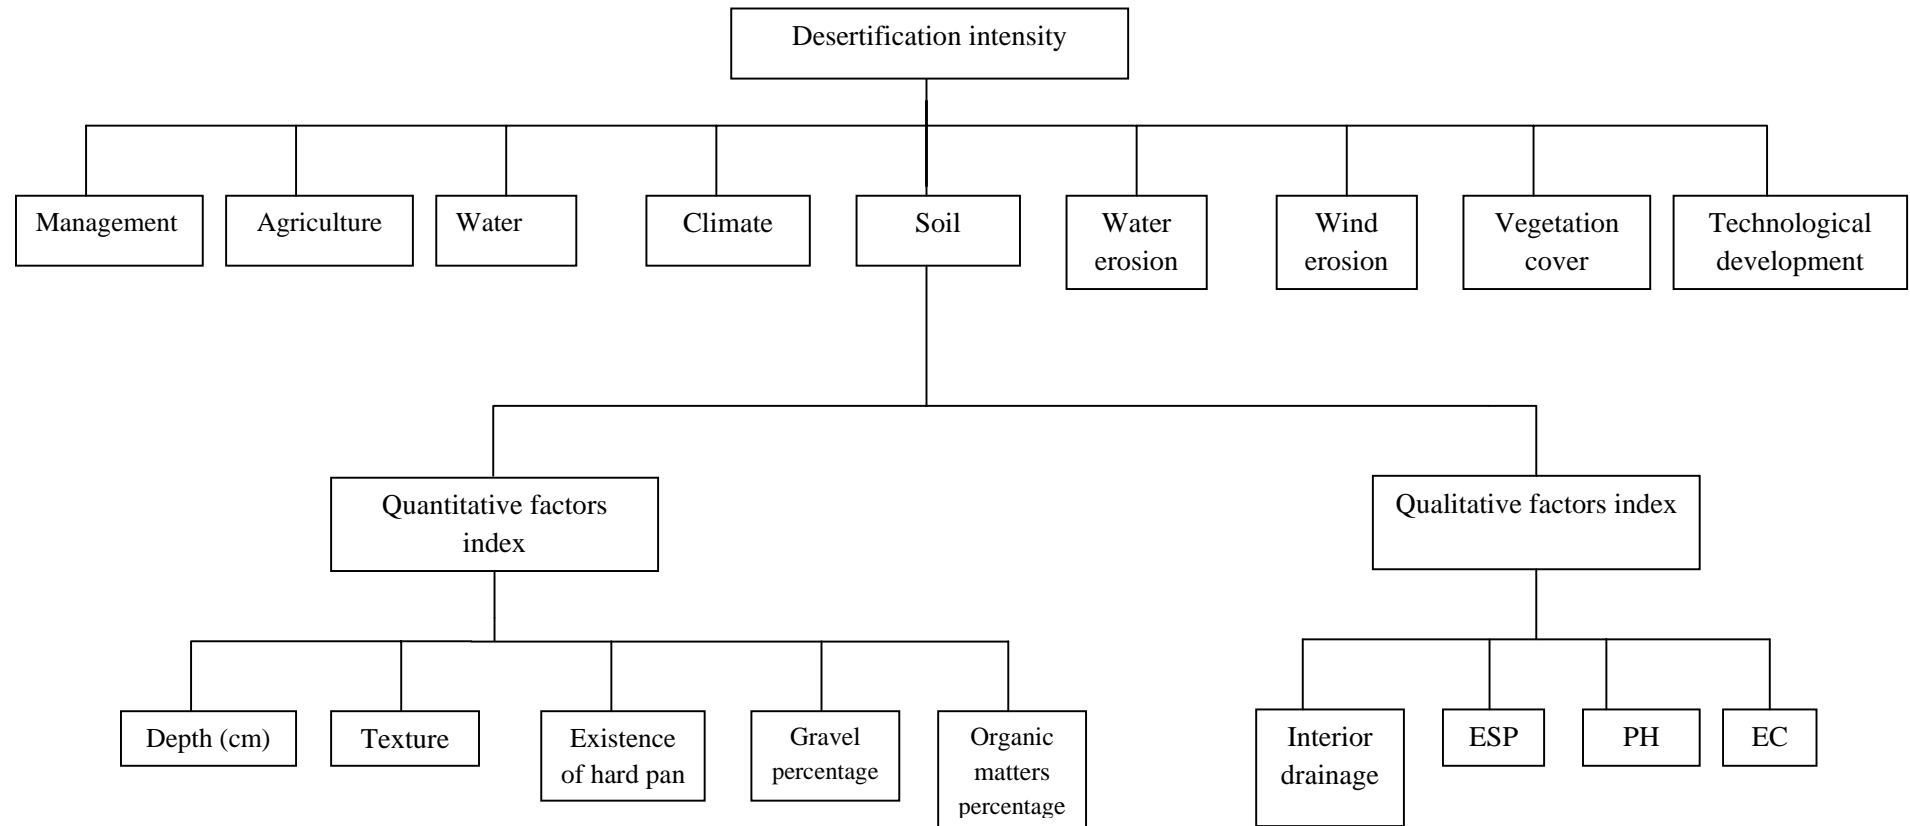 Desertification intensity
Management
Agriculture
Water
Climate
Soil
Water
erosion
Wind
erosion
Vegetation
cover
Technological
development
Quantitative factors
index
Qualitative factors index
Depth (cm)
Texture
Existence
of hard pan
Gravel
percentage
Organic
matters
percentage
Interior
drainage
ESP
PH
EC